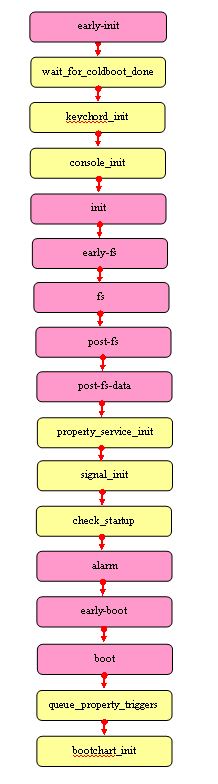 early-init
wait_for_coldboot_done
keychord_init
console_init
init
early-fs
fs
post-fs
post-fs-data
property_service_init
signal_init
check_startup
alarm
early-boot
boot
queue_property_triggers
bootchart_init